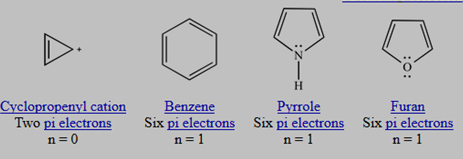 +
N
H
O
Cyclopropenyl cation Benzene Pyrrole Furan
Two pi electrons Six pi electrons Six pi electrons Six pi electrons
n = 0 n = 1 n = 1 n = 1